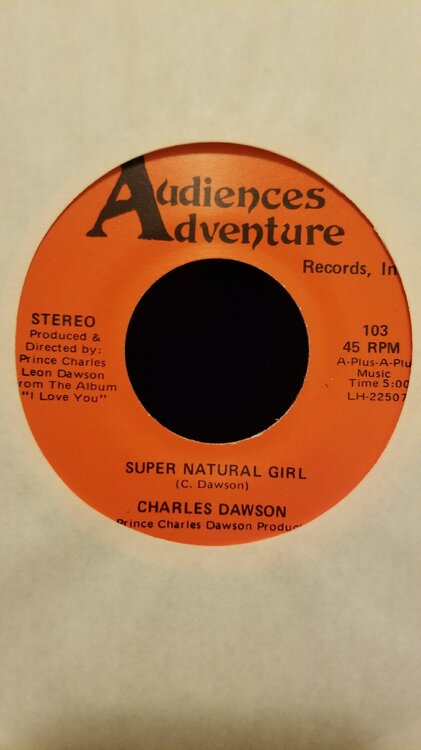 Audiences
Adventure
Records, In
STEREO
Produced &
Directed by:
Prince Charles
Leon Dawson
rom The Album
"I Love You"
103
45 RPM
A-Plus-A-Plu
Music
Time 5:00
LH-22507
SUPER NATURAL GIRL
(C. Dawson)
CHARLES DAWSON
Prince Charles Dawson Produc